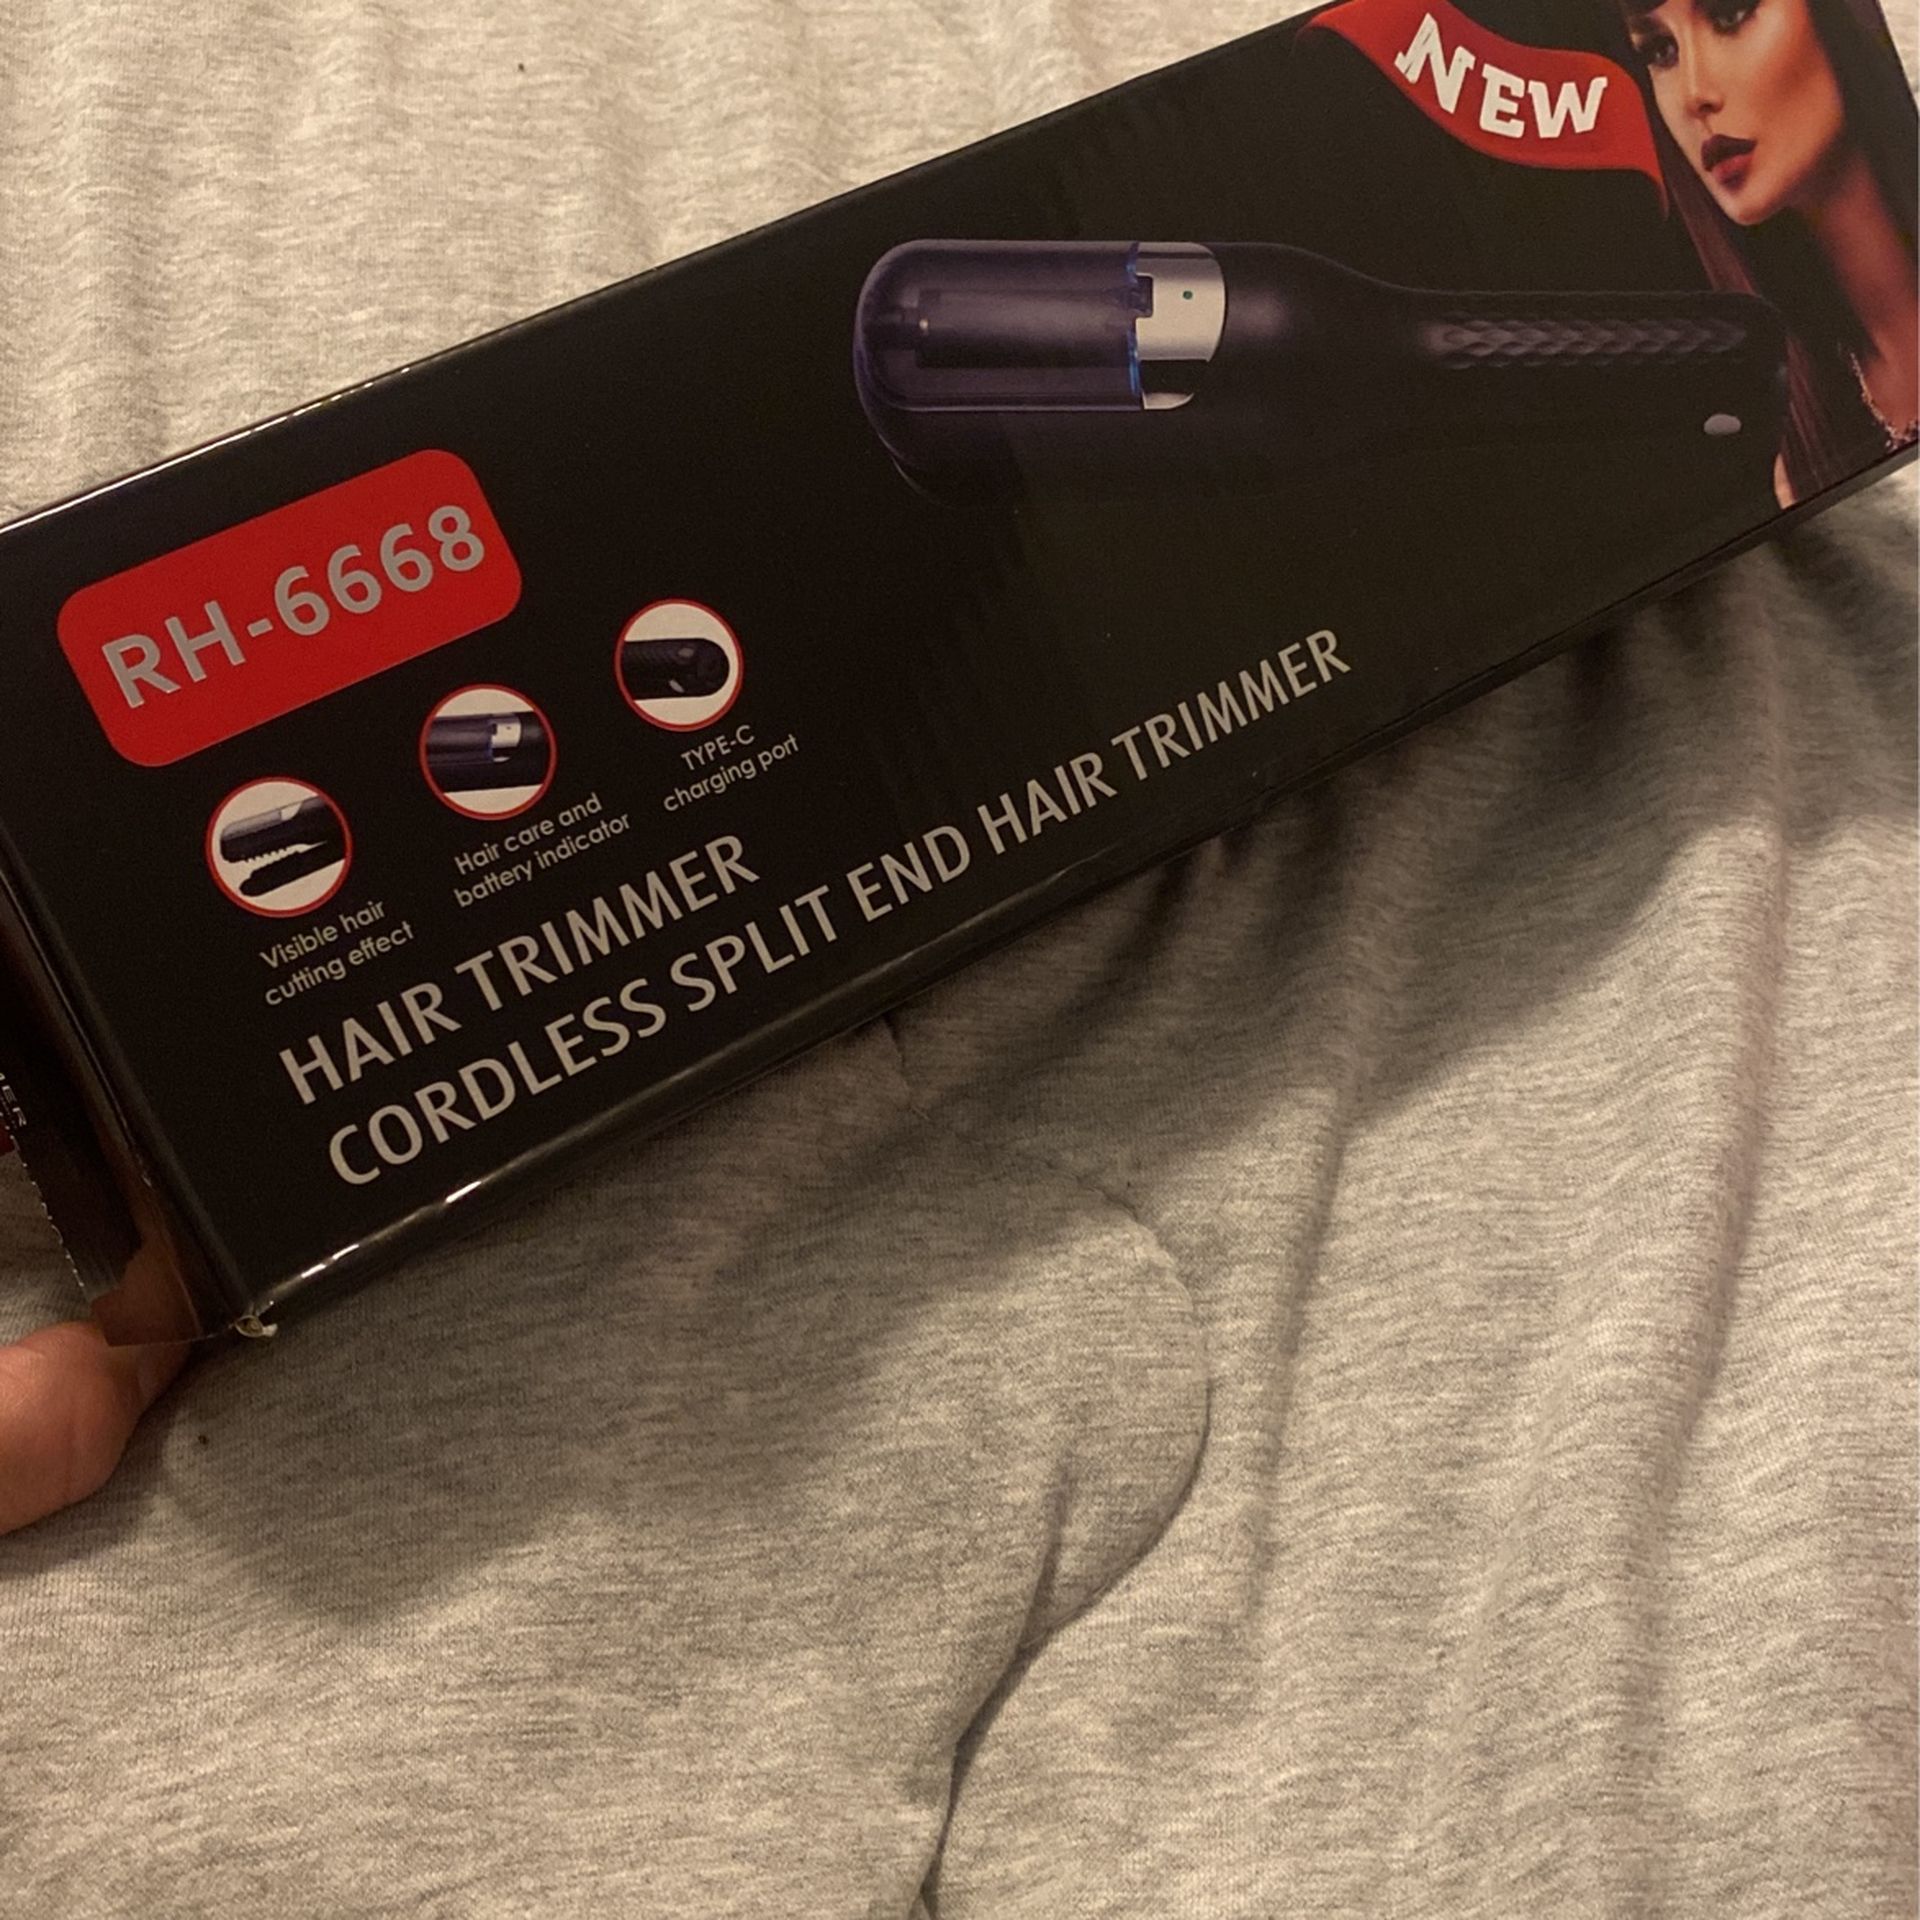 NEW
RH-6668
Visible hair
cutting effect
Hair care and
battery indicator
TYPE-C
charging port
HAIR TRIMMER
CORDLESS SPLIT END HAIR TRIMMER